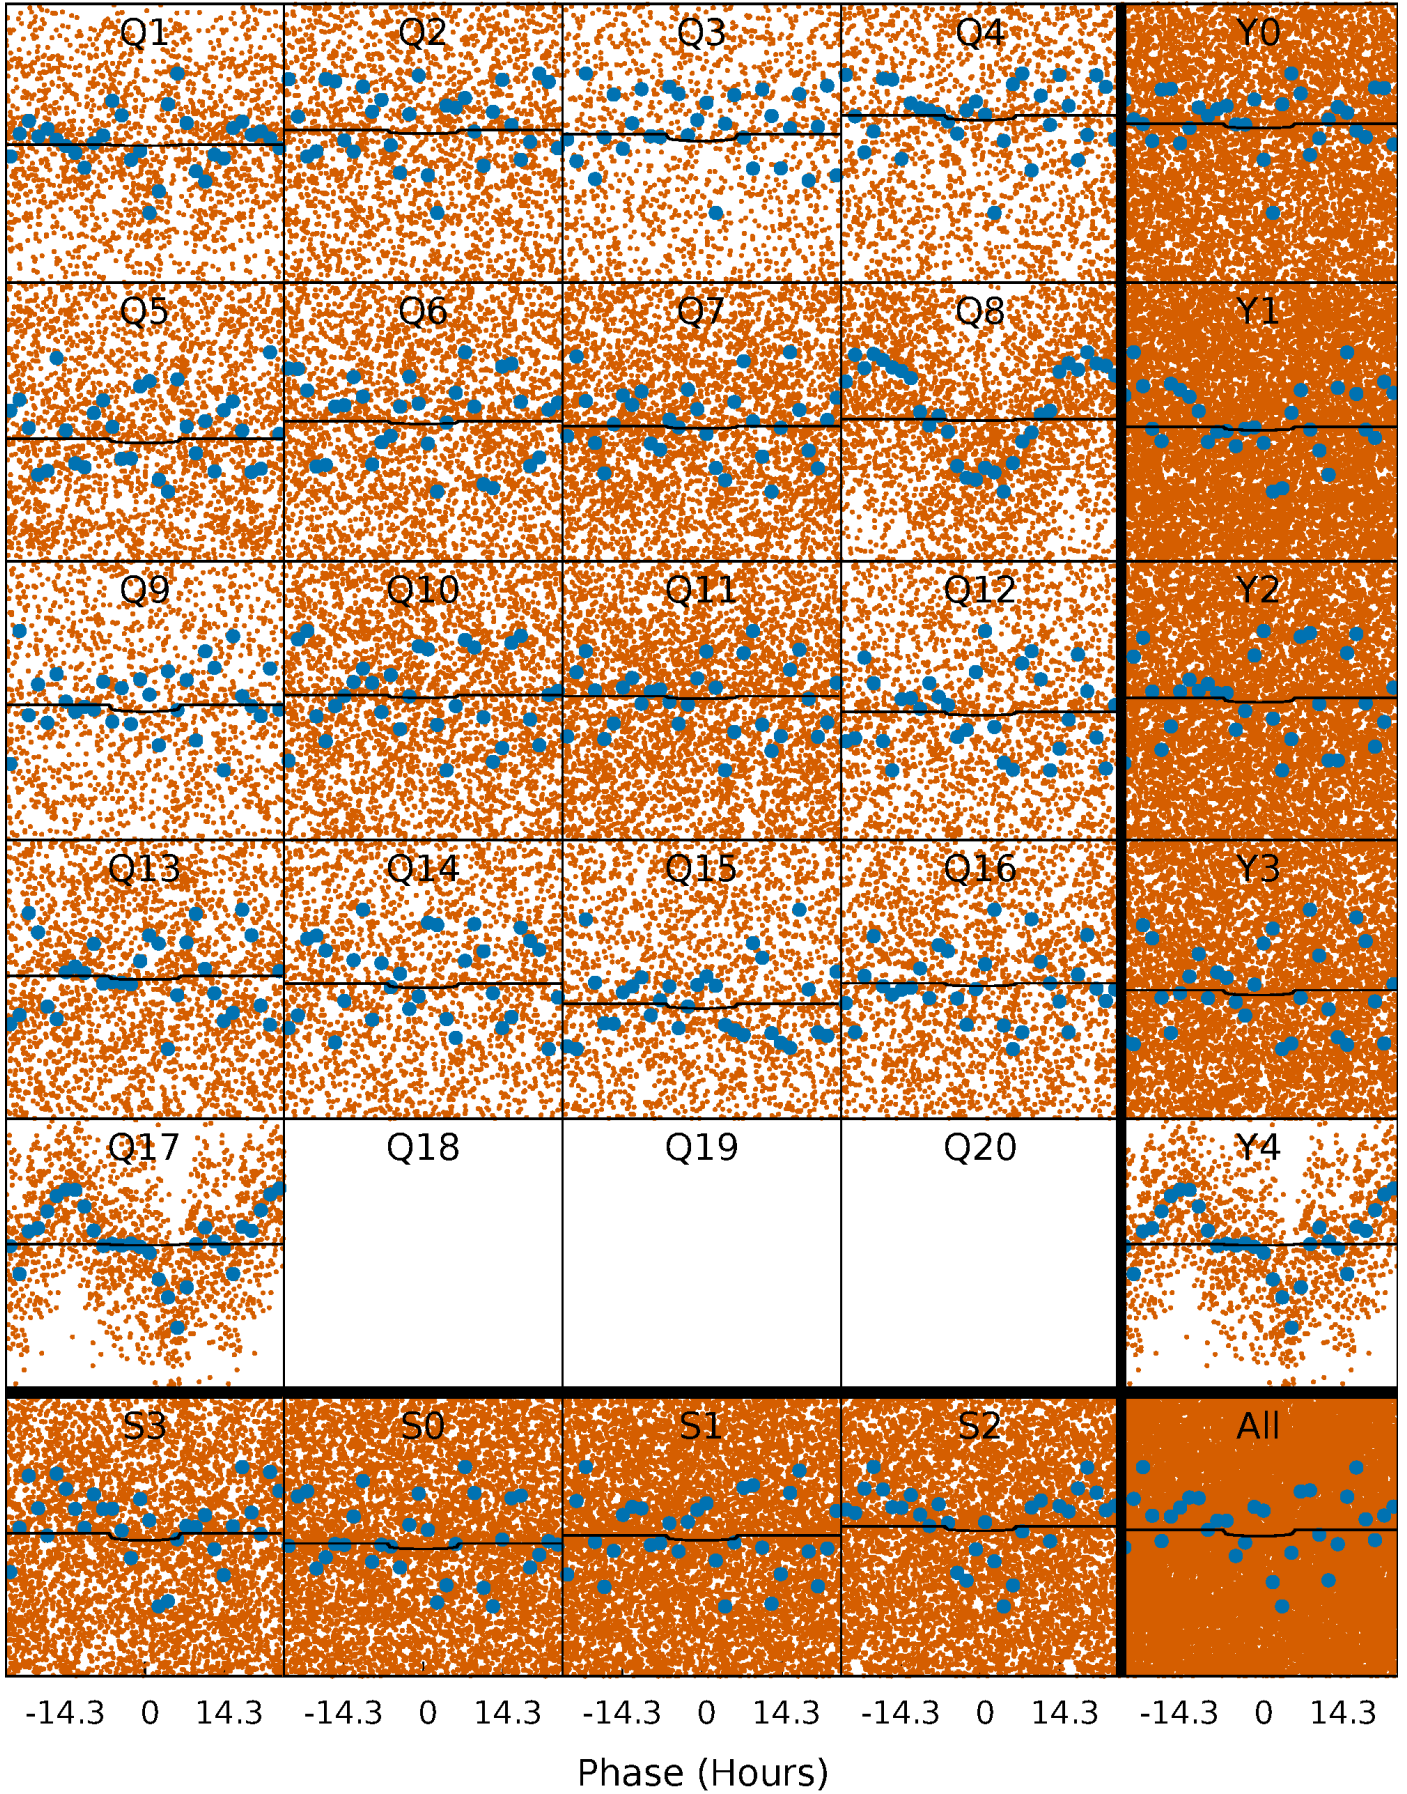 Q1 Q2 Q3 Q4 Y0
Q5 Q6 Q7 Q8 Y1
Q9 Q10 Q11 Q12 Y2
Q13 Q14 Q15 Q16 Y3
Q17 Q18 Q19 Q20 Y4
S3 S0 S1 S2 All
-14.3 0 14.3 -14.3 0 14.3 -14.3 0 14.3 -14.3 0 14.3 -14.3 0 14.3
Phase (Hours)